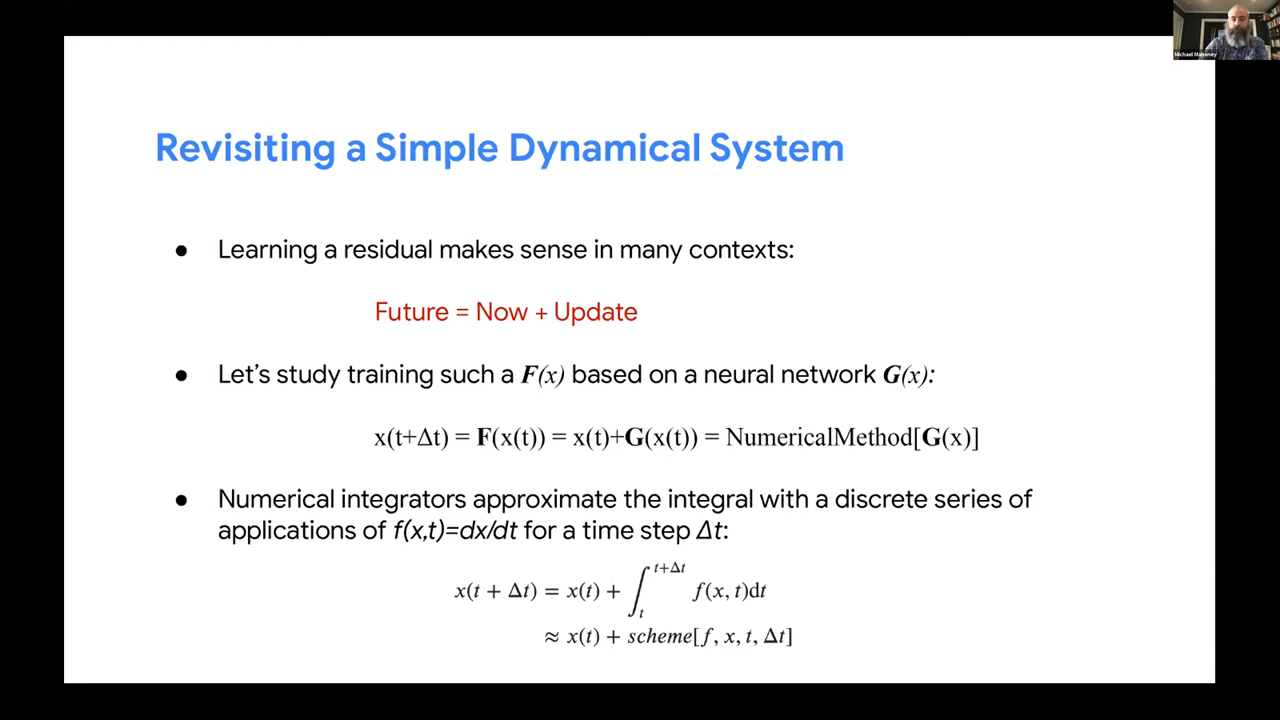 Michael Mahoney
Revisiting a Simple Dynamical System
● Learning a residual makes sense in many contexts:
Future = Now + Update
● Let's study training such a F(x) based on a neural network G(x):
x(t+Δt) = F(x(t)) = x(t)+G(x(t)) = NumericalMethod[G(x)]
● Numerical integrators approximate the integral with a discrete series of
applications of f(x,t)=dx/dt for a time step Δt:
x(t + Δt) = x(t) + ∫_t^{t+Δt} f(x, t)dt
≈ x(t) + scheme[f, x, t, Δt]